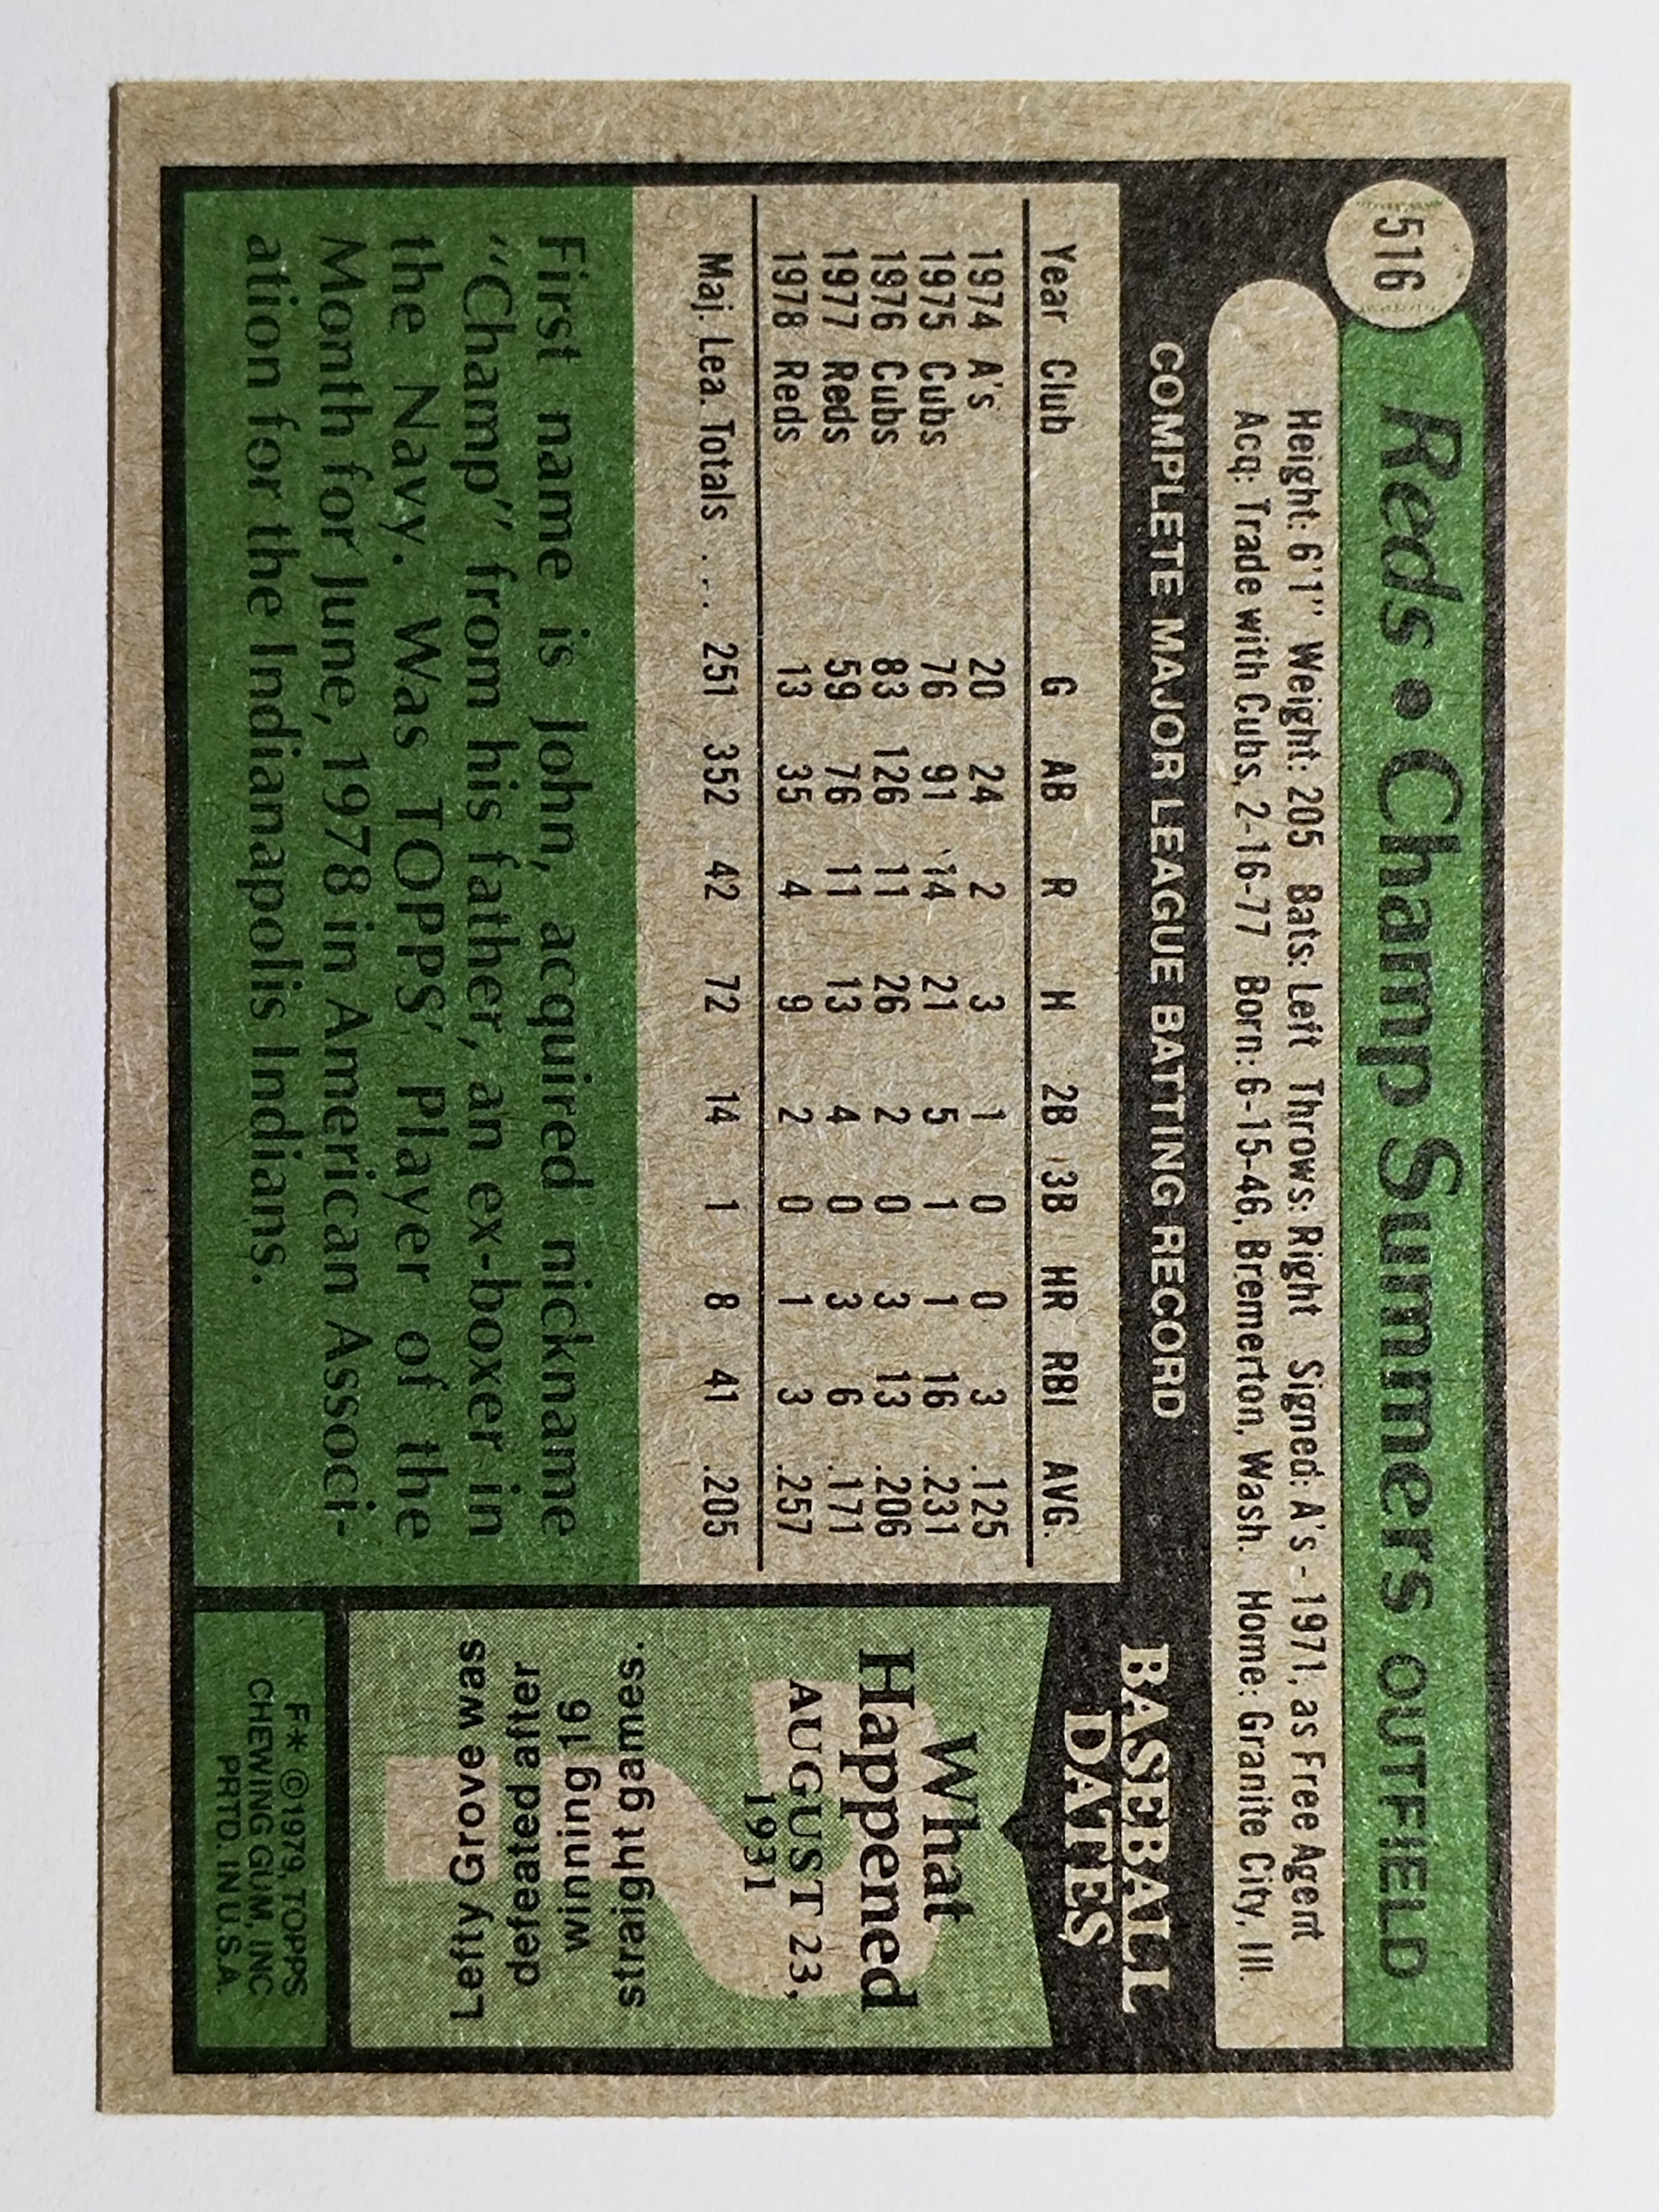 516
Reds • Champ Summers OUTFIELD
Height: 6'1" Weight: 205 Bats: Left Throws: Right Signed: A's - 1971, as Free Agent
Acq: Trade with Cubs, 2-16-77 Born: 6-15-46, Bremerton, Wash. Home: Granite City, Ill.
COMPLETE MAJOR LEAGUE BATTING RECORD
Year Club G AB R H 2B 3B HR RBI AVG.
1974 A's 20 24 2 3 1 0 0 3 .125
1975 Cubs 76 91 14 21 5 1 1 16 .231
1976 Cubs 83 126 11 26 2 0 3 13 .206
1977 Reds 59 76 11 13 4 0 3 6 .171
1978 Reds 13 35 4 9 2 0 1 3 .257
Maj. Lea. Totals . . . 251 352 42 72 14 1 8 41 .205
First name is John, acquired nickname
"Champ" from his father, an ex-boxer in
the Navy. Was TOPPS' Player of the
Month for June, 1978 in American Associ-
ation for the Indianapolis Indians.
BASEBALL
DATES
What
Happened
AUGUST 23,
1931
?
Lefty Grove was
defeated after
winning 16
straight games.
F* ©1979, TOPPS
CHEWING GUM, INC
PRTD. IN U.S.A.